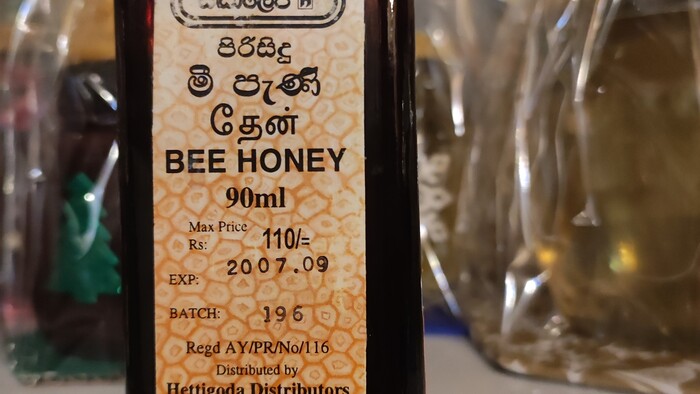 පිරිසිදු
මී පැණි
தேன்
BEE HONEY
90ml
Max Price
Rs: 110/=
EXP: 2007.09
BATCH: 196
Regd AY/PR/No/116
Distributed by
Hettigoda Distributors